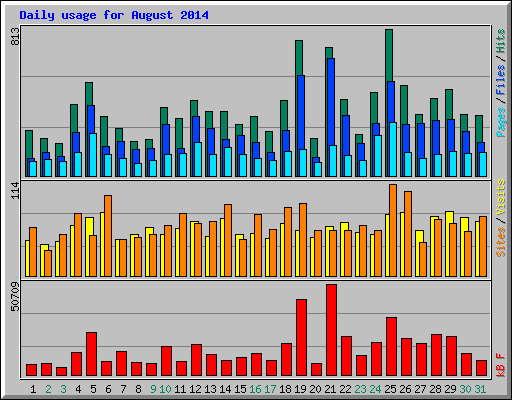 Daily usage for August 2014
813
Pages / Files / Hits
114
Sites / Visits
50709
kB F
1 2 3 4 5 6 7 8 9 10 11 12 13 14 15 16 17 18 19 20 21 22 23 24 25 26 27 28 29 30 31